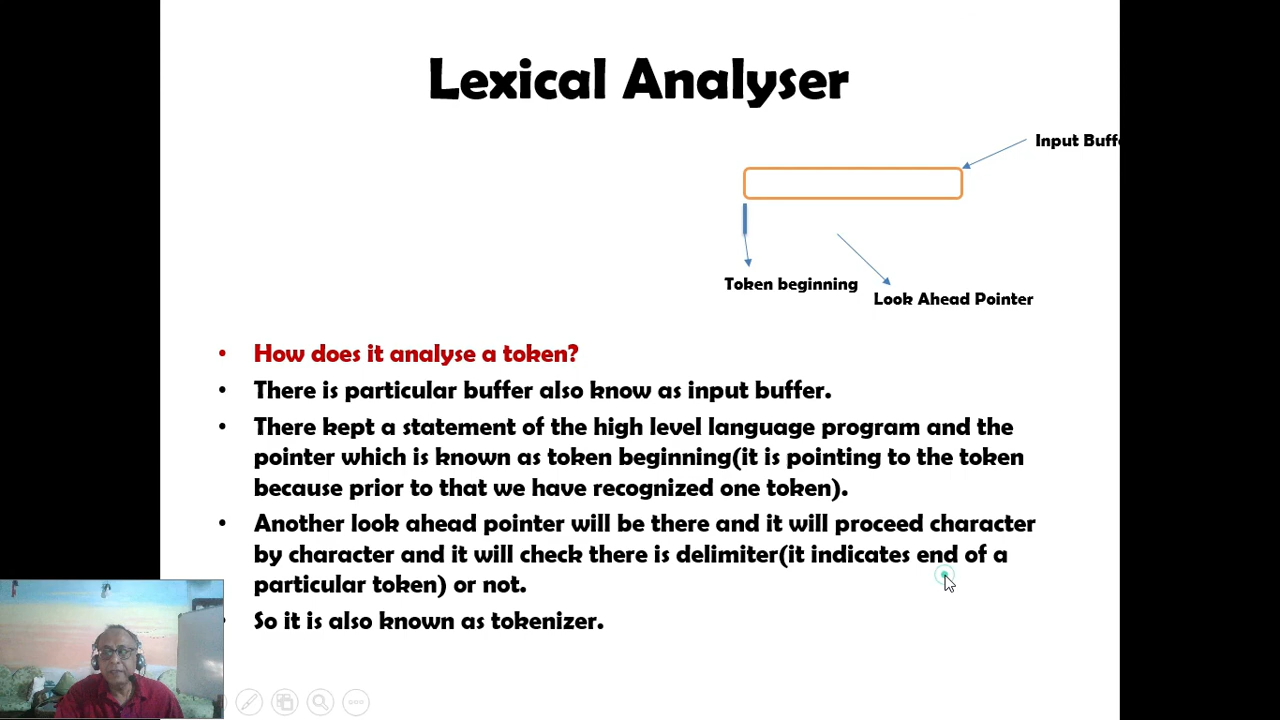 Lexical Analyser
Input Buffe
Token beginning
Look Ahead Pointer
• How does it analyse a token?
• There is particular buffer also know as input buffer.
• There kept a statement of the high level language program and the
pointer which is known as token beginning(it is pointing to the token
because prior to that we have recognized one token).
• Another look ahead pointer will be there and it will proceed character
by character and it will check there is delimiter(it indicates end of a
particular token) or not.
• So it is also known as tokenizer.